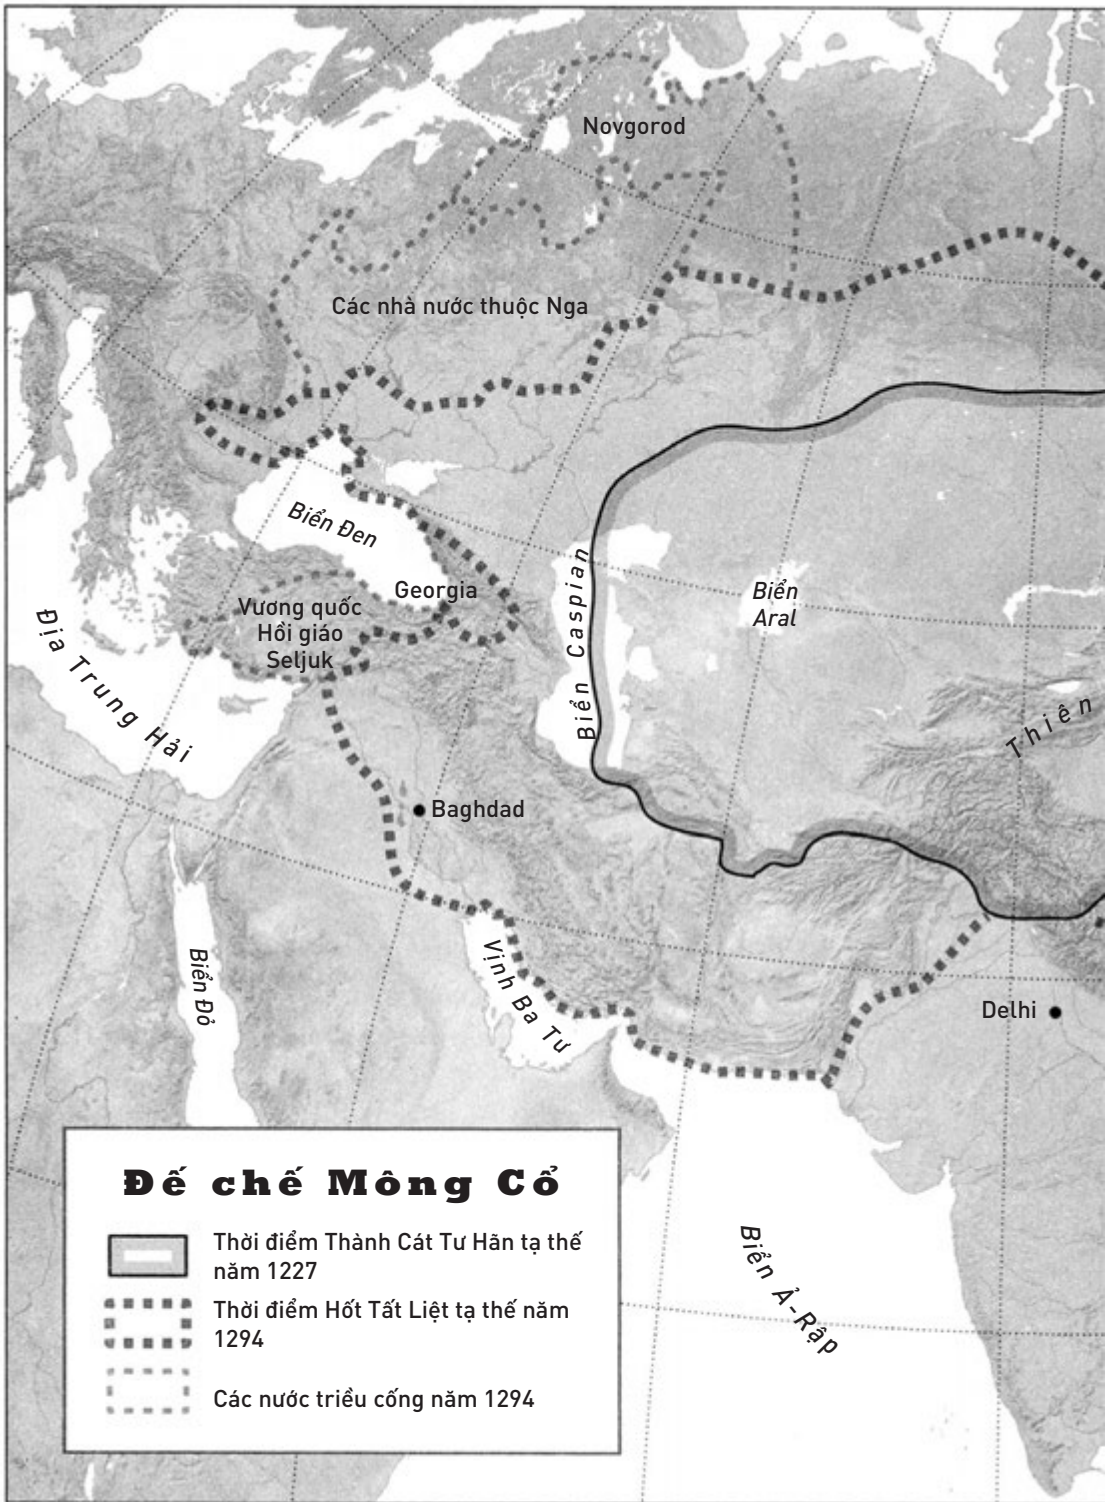 Novgorod
Các nhà nước thuộc Nga
Biển Đen
Georgia
Vương quốc
Hồi giáo
Seljuk
Biển Caspian
Biển
Aral
Địa Trung Hải
Thiên
Baghdad
Biển Đỏ
Vịnh Ba Tư
Delhi
Biển Ả-Rập
Đế chế Mông Cổ
Thời điểm Thành Cát Tư Hãn tạ thế
năm 1227
Thời điểm Hốt Tất Liệt tạ thế năm
1294
Các nước triều cống năm 1294